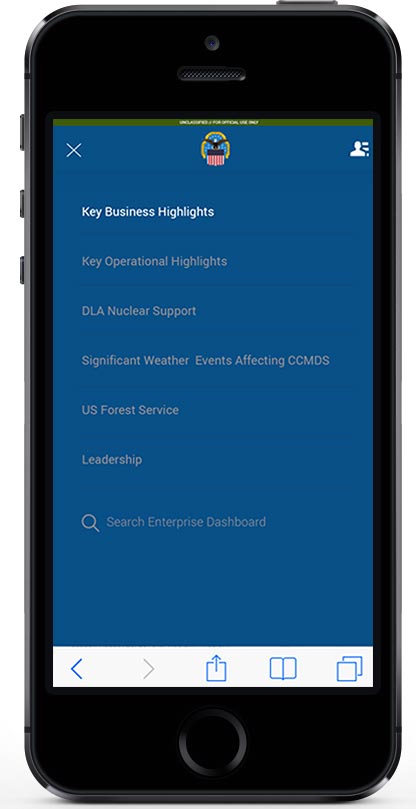 UNCLASSIFIED // FOR OFFICIAL USE ONLY
Key Business Highlights
Key Operational Highlights
DLA Nuclear Support
Significant Weather Events Affecting CCMDS
US Forest Service
Leadership
Search Enterprise Dashboard